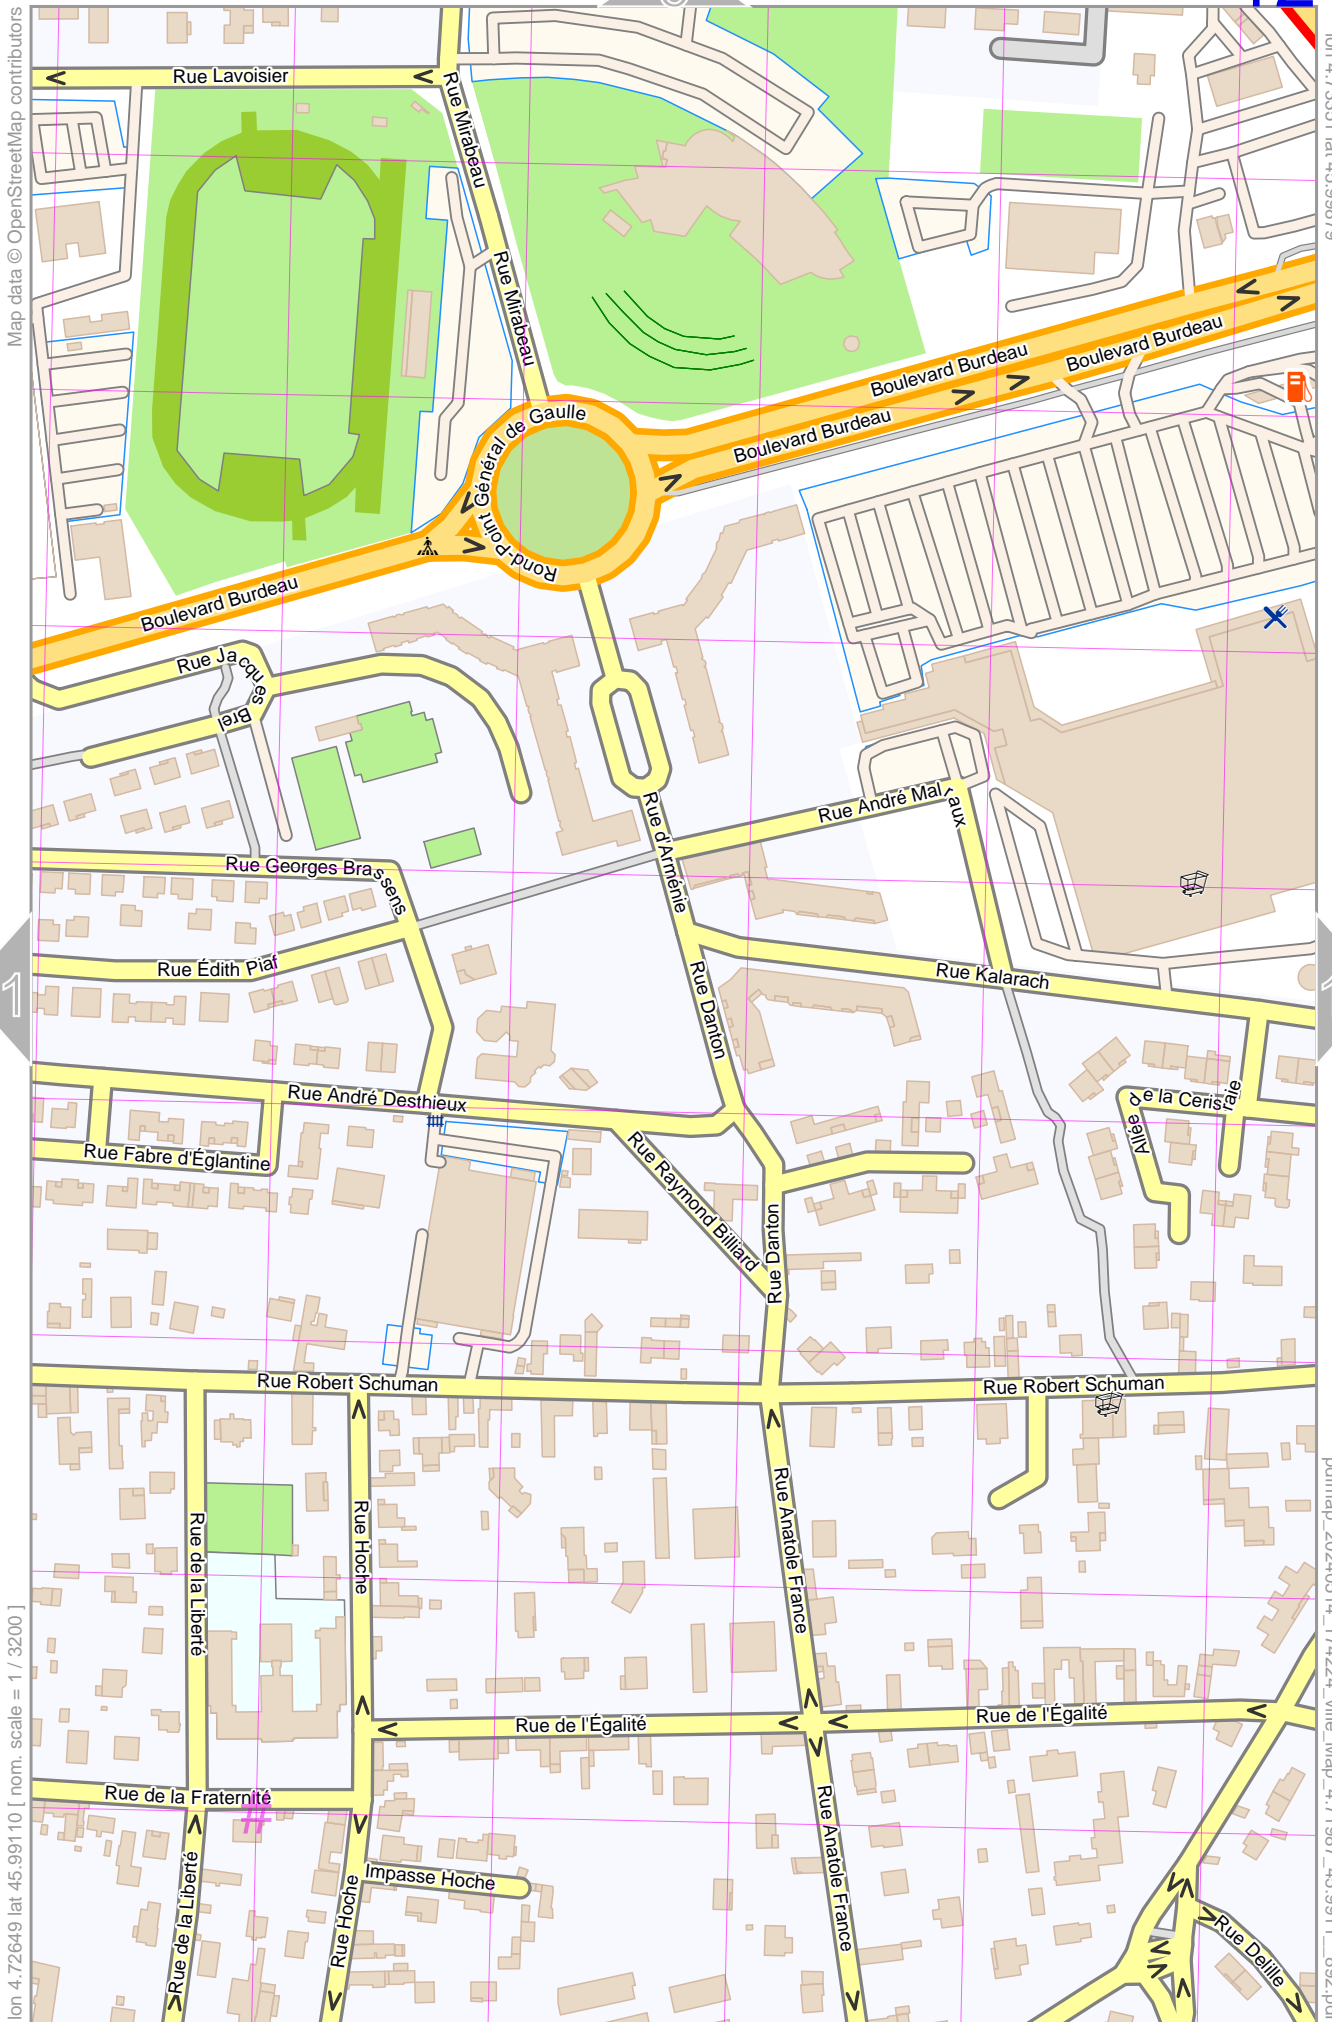 Map data © OpenStreetMap contributors
Rue Lavoisier
Rue Mirabeau
Rue Mirabeau
Boulevard Burdeau
Boulevard Burdeau
Boulevard Burdeau
Rond-Point Général de Gaulle
Boulevard Burdeau
Rue Jacques Brel
Rue d'Arménie
Rue André Malraux
Rue Georges Brassens
Rue Édith Piaf
Rue Danton
Rue Kalarach
1
Rue André Desthieux
Allée de la Cerisraie
Rue Fabre d'Églantine
Rue Raymond Billiard
Rue Danton
Rue Robert Schuman
Rue Robert Schuman
Rue de la Liberté
Rue Hoche
Rue Anatole France
Rue de l'Égalité
Rue de l'Égalité
Rue de la Fraternité
#
Rue Anatole France
Impasse Hoche
Rue de la Liberté
Rue Hoche
Rue Delille
lon 4.72649 lat 45.99110 [ nom. scale = 1 / 3200 ]